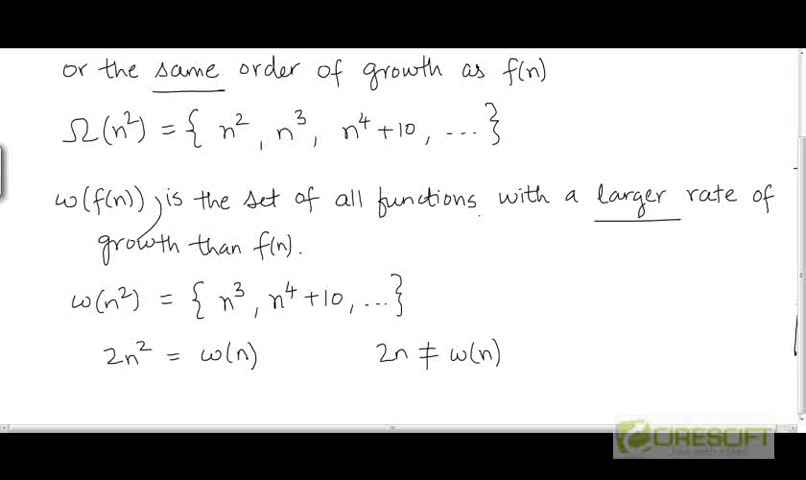 or the same order of growth as f(n)
Ω(n²) = { n², n³, n⁴+10, ... }
ω(f(n)), is the set of all functions with a larger rate of
growth than f(n).
ω(n²) = { n³, n⁴+10, ... }
2n² = ω(n) 2n ≠ ω(n)
CIRESCIFT